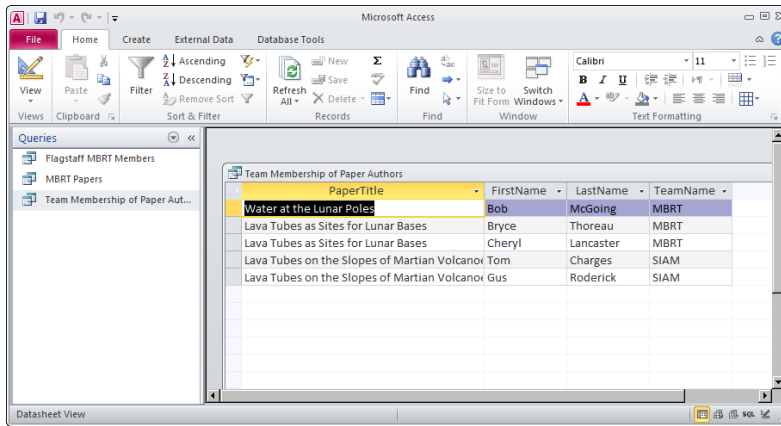 Microsoft Access
File Home Create External Data Database Tools
View
Views
Paste
Clipboard
Filter
Ascending
Descending
Remove Sort
Sort & Filter
Refresh
All
New
Save
Delete
Records
Find
Find
Size to
Fit Form
Switch
Windows
Window
Calibri 11
B I U
A
Text Formatting
Queries
Flagstaff MBRT Members
MBRT Papers
Team Membership of Paper Aut...
Team Membership of Paper Authors
PaperTitle FirstName LastName TeamName
Water at the Lunar Poles Bob McGoing MBRT
Lava Tubes as Sites for Lunar Bases Bryce Thoreau MBRT
Lava Tubes as Sites for Lunar Bases Cheryl Lancaster MBRT
Lava Tubes on the Slopes of Martian Volcanoe Tom Charges SIAM
Lava Tubes on the Slopes of Martian Volcanoe Gus Roderick SIAM
Datasheet View SQL